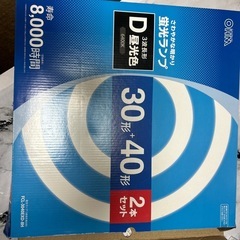 OHM
さわやかな明かり
蛍光ランプ
3波長形
D 昼光色
寿命
8,000時間
30形+40形
2本
セット